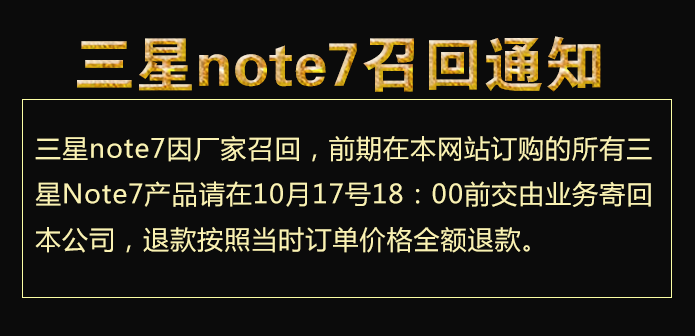 三星note7召回通知
三星note7因厂家召回，前期在本网站订购的所有三
星Note7产品请在10月17号18：00前交由业务寄回
本公司，退款按照当时订单价格全额退款。